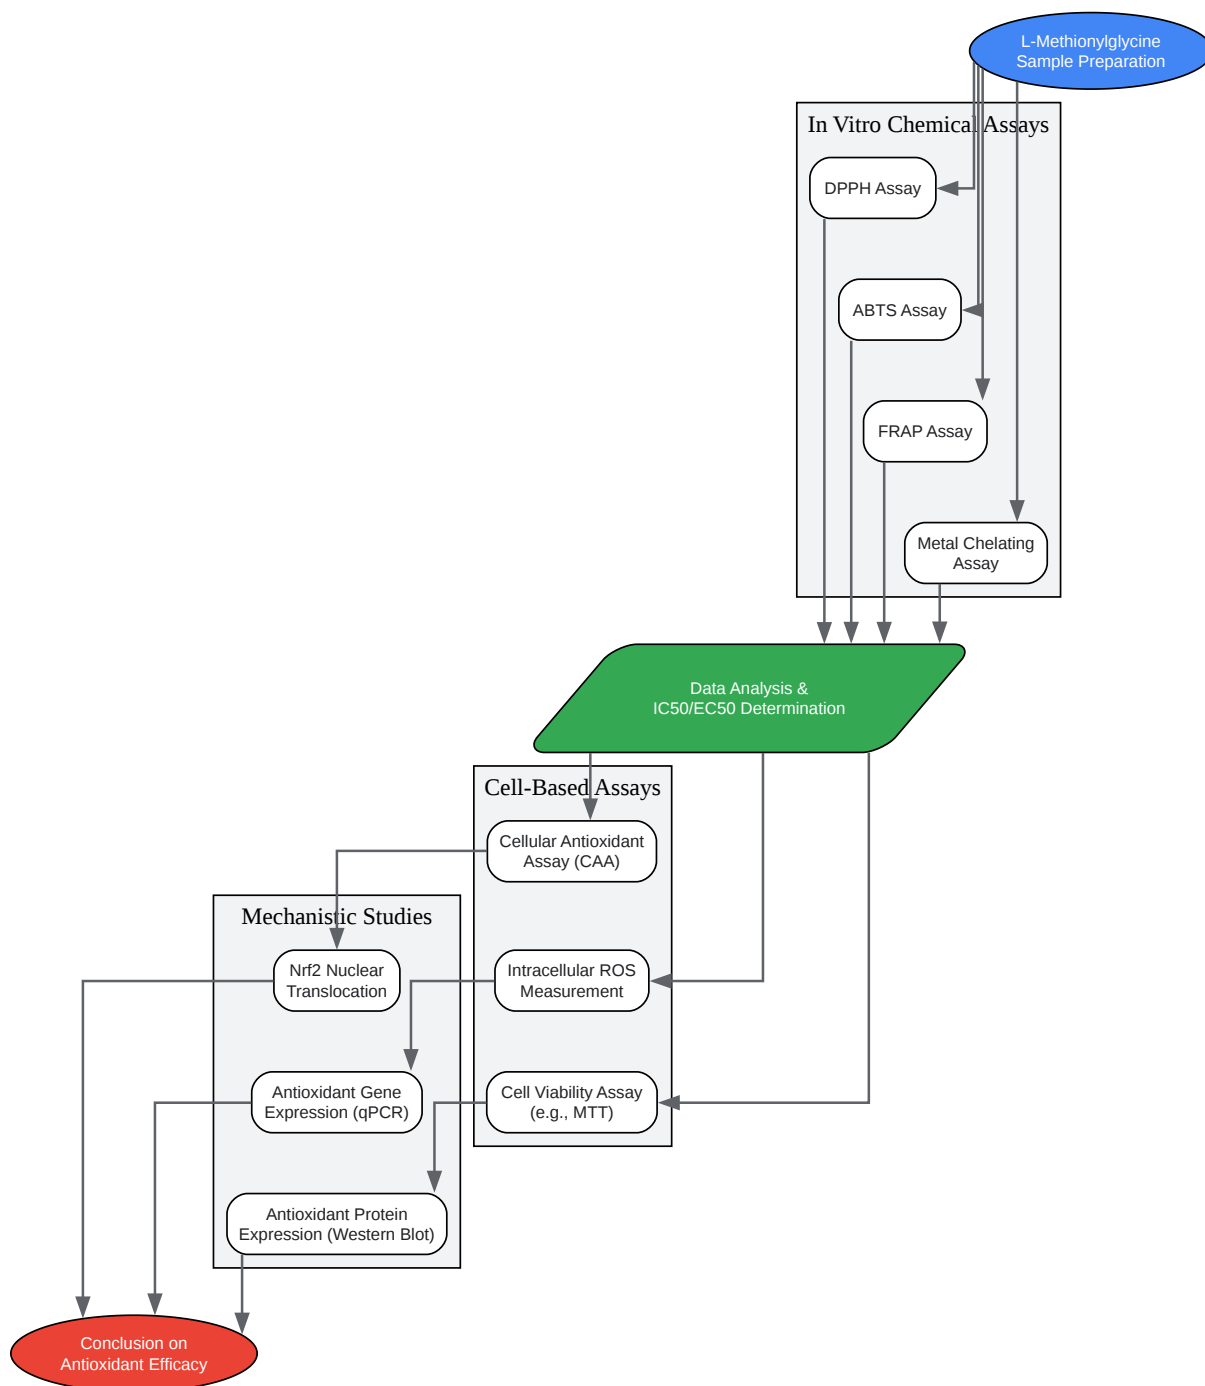 L-Methionylglycine
Sample Preparation
In Vitro Chemical Assays
DPPH Assay
ABTS Assay
FRAP Assay
Metal Chelating
Assay
Data Analysis &
IC50/EC50 Determination
Cell-Based Assays
Cellular Antioxidant
Assay (CAA)
Mechanistic Studies
Nrf2 Nuclear
Translocation
Intracellular ROS
Measurement
Antioxidant Gene
Expression (qPCR)
Cell Viability Assay
(e.g., MTT)
Antioxidant Protein
Expression (Western Blot)
Conclusion on
Antioxidant Efficacy